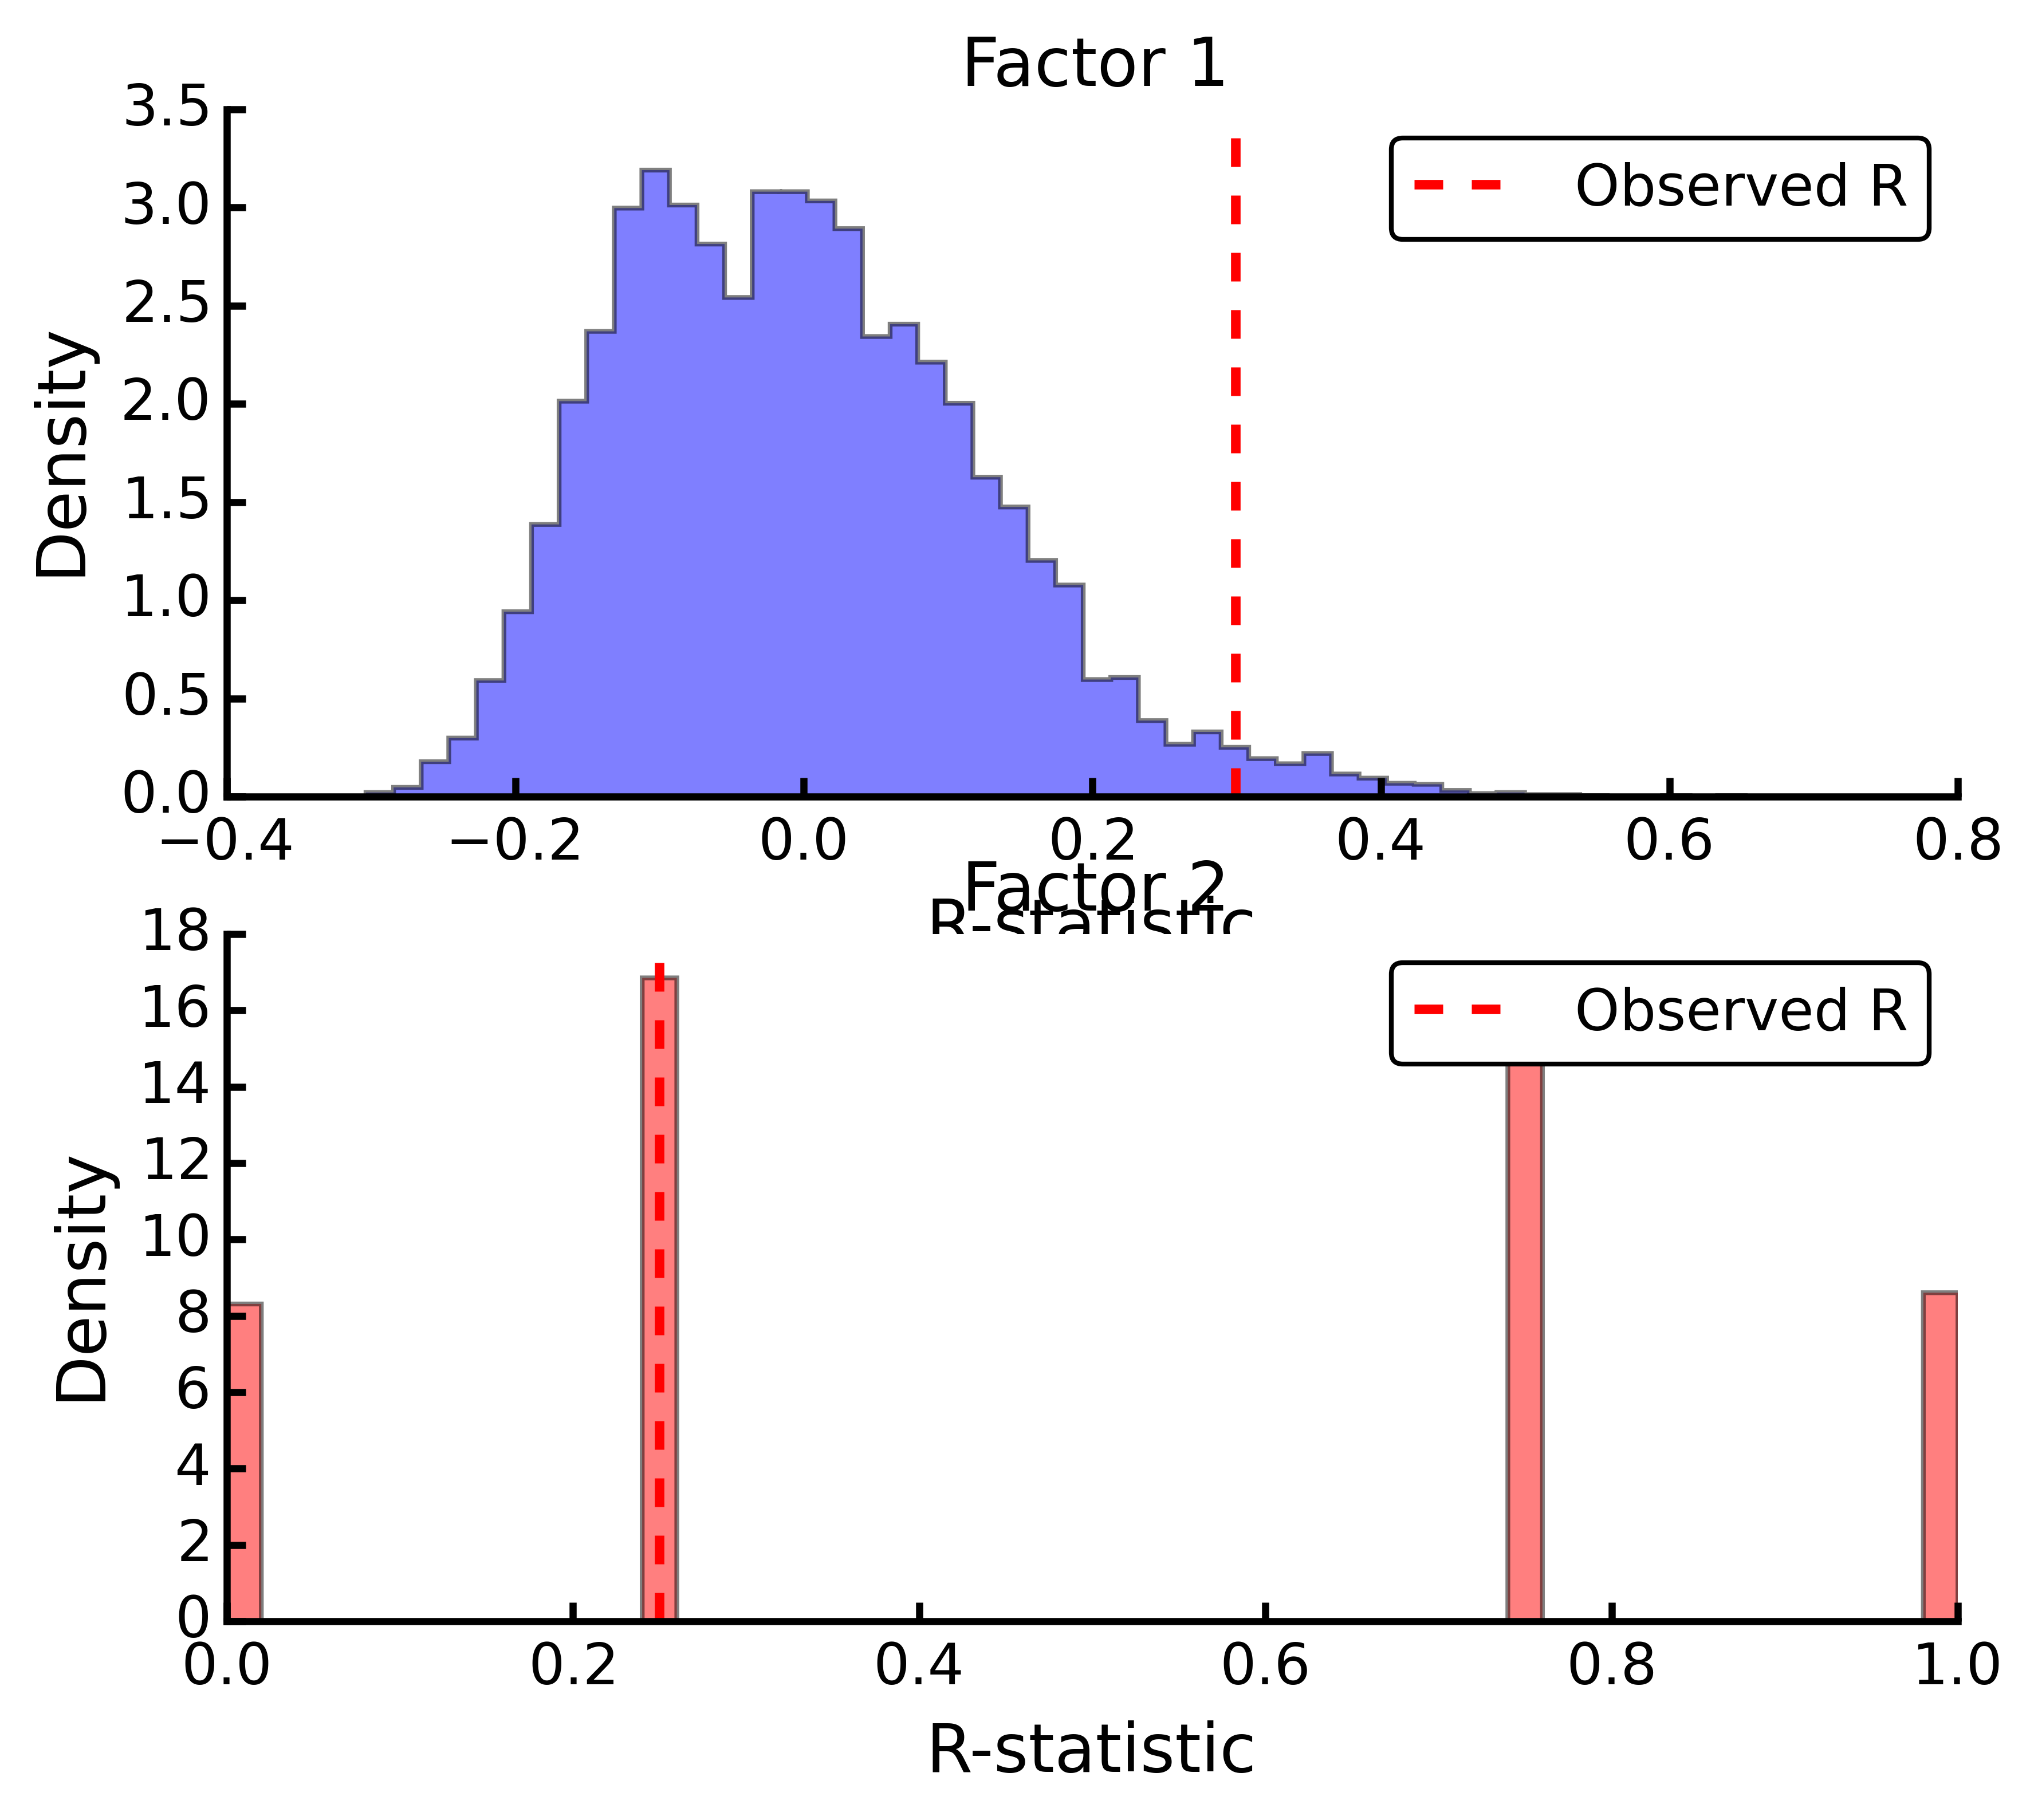 Factor 1
3.5
3.0
2.5
2.0
1.5
1.0
0.5
0.0
Density
Observed R
−0.4 −0.2 0.0 0.2 0.4 0.6 0.8
R-statistic
Factor 2
18
16
14
12
10
8
6
4
2
0
Density
Observed R
0.0 0.2 0.4 0.6 0.8 1.0
R-statistic